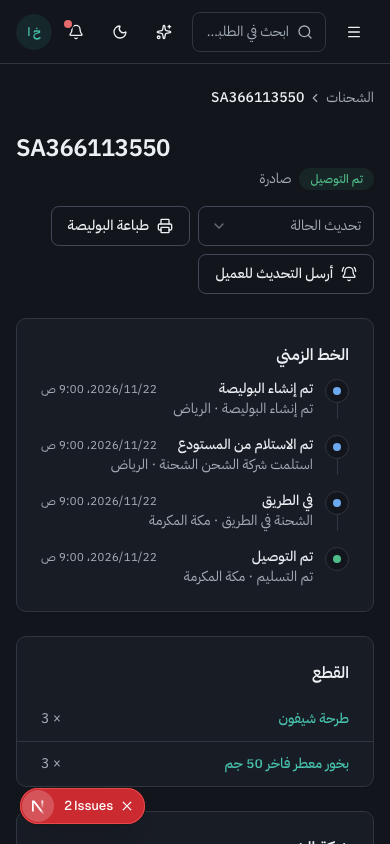 ابحث في الطلبـ...
خ ا
الشحنات > SA366113550
SA366113550
تم التوصيل صادرة
تحديث الحالة
طباعة البوليصة
أرسل التحديث للعميل
الخط الزمني
تم إنشاء البوليصة 2026/11/22، 9:00 ص
تم إنشاء البوليصة · الرياض
تم الاستلام من المستودع 2026/11/22، 9:00 ص
استلمت شركة الشحن الشحنة · الرياض
في الطريق 2026/11/22، 9:00 ص
الشحنة في الطريق · مكة المكرمة
تم التوصيل 2026/11/22، 9:00 ص
تم التسليم · مكة المكرمة
القطع
طرحة شيفون × 3
بخور معطر فاخر 50 جم × 3
N 2 Issues ×